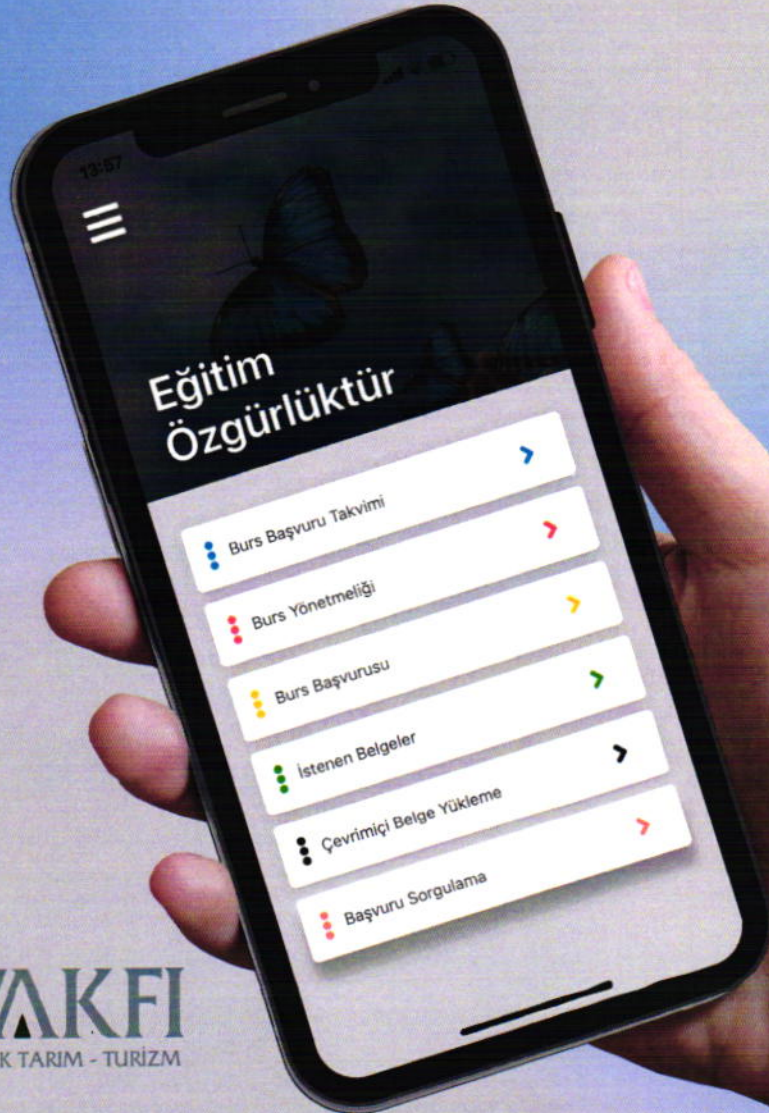 13:57
Eğitim
Özgürlüktür
Burs Başvuru Takvimi
Burs Yönetmeliği
Burs Başvurusu
İstenen Belgeler
Çevrimiçi Belge Yükleme
Başvuru Sorgulama
VAKFI
K TARIM - TURİZM